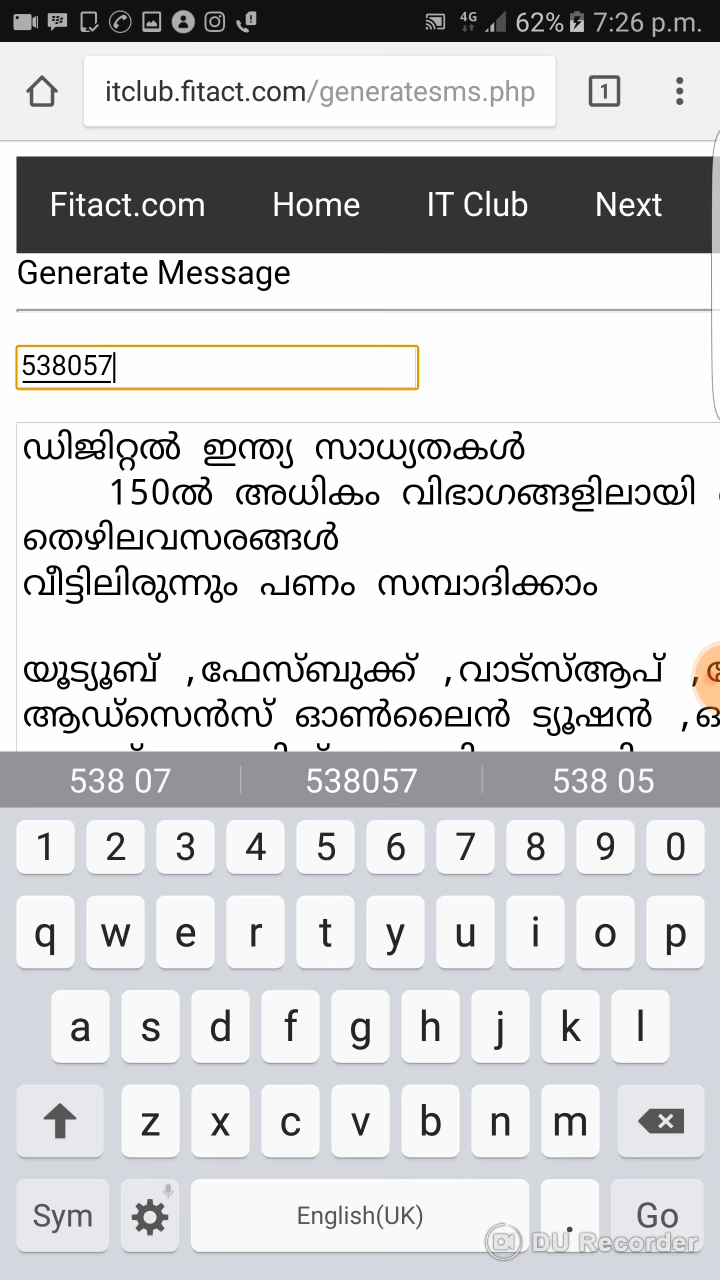 4G 62% 7:26 p.m.
itclub.fitact.com/generatesms.php 1
Fitact.com Home IT Club Next
Generate Message
538057
ഡിജിറ്റൽ ഇന്ത്യ സാധ്യതകൾ
150ൽ അധികം വിഭാഗങ്ങളിലായി
തെഴിലവസരങ്ങൾ
വീട്ടിലിരുന്നും പണം സമ്പാദിക്കാം
യൂട്യൂബ് ,ഫേസ്ബുക്ക് ,വാട്സ്ആപ് ,
ആഡ്സെൻസ് ഓൺലൈൻ ട്യൂഷൻ ,
538 07 538057 538 05
1 2 3 4 5 6 7 8 9 0
q w e r t y u i o p
a s d f g h j k l
z x c v b n m
Sym English(UK) . Go
DU Recorder